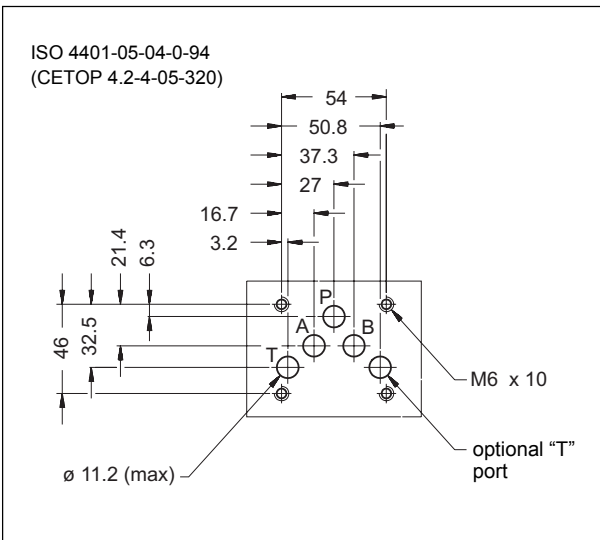 ISO 4401-05-04-0-94
(CETOP 4.2-4-05-320)
54
50.8
37.3
27
16.7
3.2
21.4
6.3
46
32.5
P
A
B
T
M6 x 10
ø 11.2 (max)
optional “T”
port